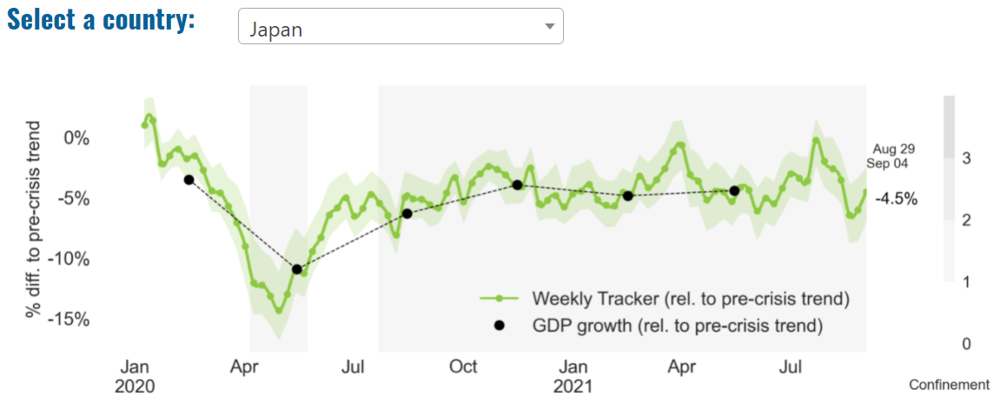 Select a country:
Japan
% diff. to pre-crisis trend
0%
-5%
-10%
-15%
Aug 29
Sep 04
-4.5%
Weekly Tracker (rel. to pre-crisis trend)
GDP growth (rel. to pre-crisis trend)
Jan
2020
Apr
Jul
Oct
Jan
2021
Apr
Jul
3
2
1
0
Confinement